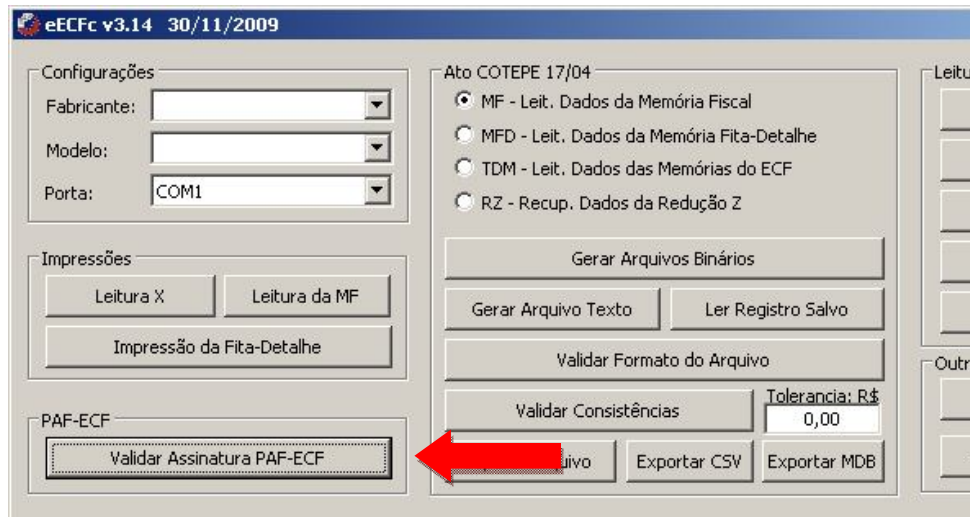 eECFc v3.14 30/11/2009
Configurações
Fabricante:
Modelo:
Porta: COM1
Impressões
Leitura X Leitura da MF
Impressão da Fita-Detalhe
PAF-ECF
Validar Assinatura PAF-ECF
Ato COTEPE 17/04
MF - Leit. Dados da Memória Fiscal
MFD - Leit. Dados da Memória Fita-Detalhe
TDM - Leit. Dados das Memórias do ECF
RZ - Recup. Dados da Redução Z
Gerar Arquivos Binários
Gerar Arquivo Texto Ler Registro Salvo
Validar Formato do Arquivo
Validar Consistências Tolerancia: R$
0,00
Exportar CSV Exportar MDB
Leitu
Outr